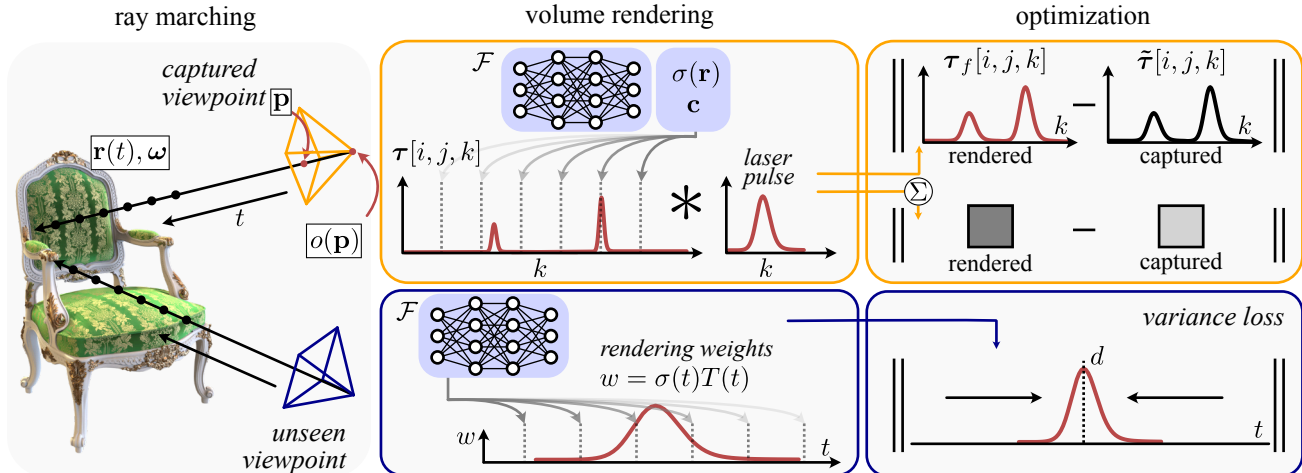 ray marching
volume rendering
optimization
captured
viewpoint
p
r(t), ω
t
o(p)
unseen
viewpoint
ℱ
σ(r)
c
τ[i, j, k]
k
*
laser
pulse
k
Σ
τ_f[i, j, k]
−
τ̃[i, j, k]
k
k
rendered
captured
−
rendered
captured
ℱ
rendering weights
w = σ(t)T(t)
w
t
variance loss
d
t